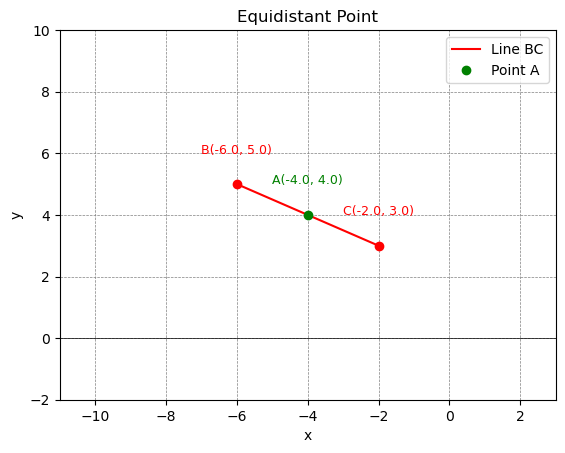 Equidistant Point
Line BC
Point A
B(-6.0, 5.0)
A(-4.0, 4.0)
C(-2.0, 3.0)
10
8
6
4
2
0
−2
y
−10
−8
−6
−4
−2
0
2
x